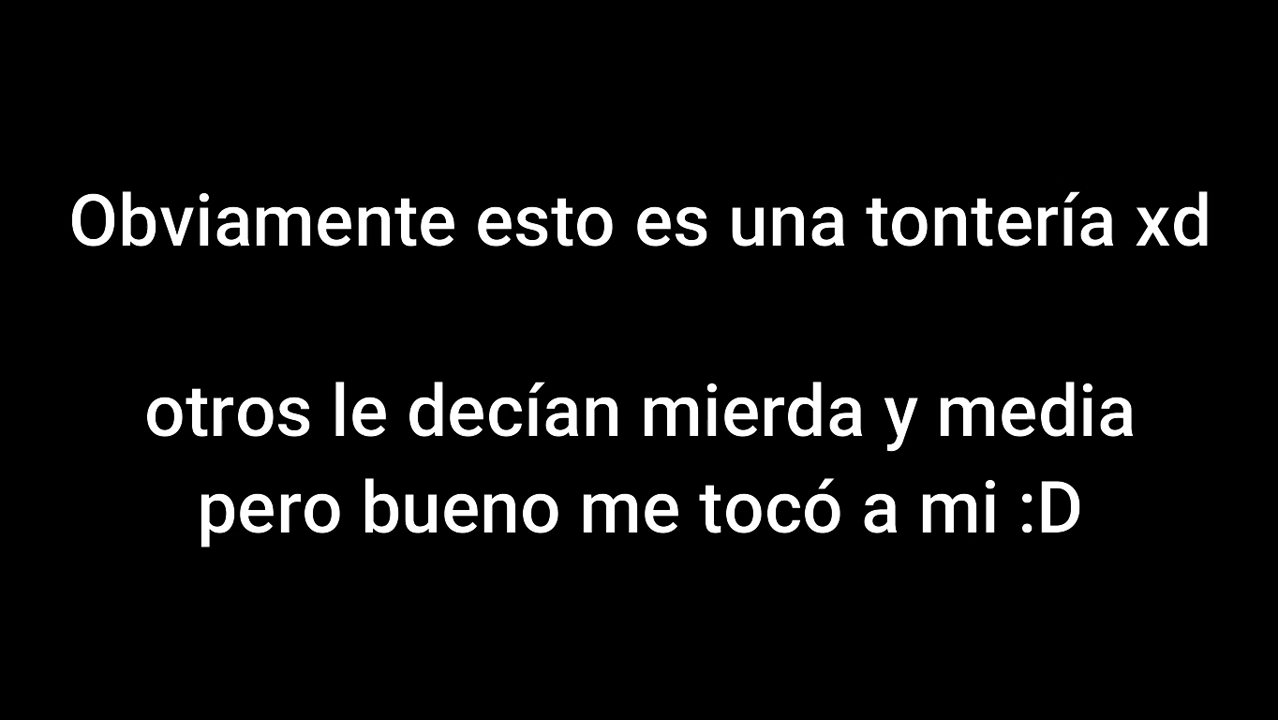 Obviamente esto es una tontería xd
otros le decían mierda y media
pero bueno me tocó a mi :D